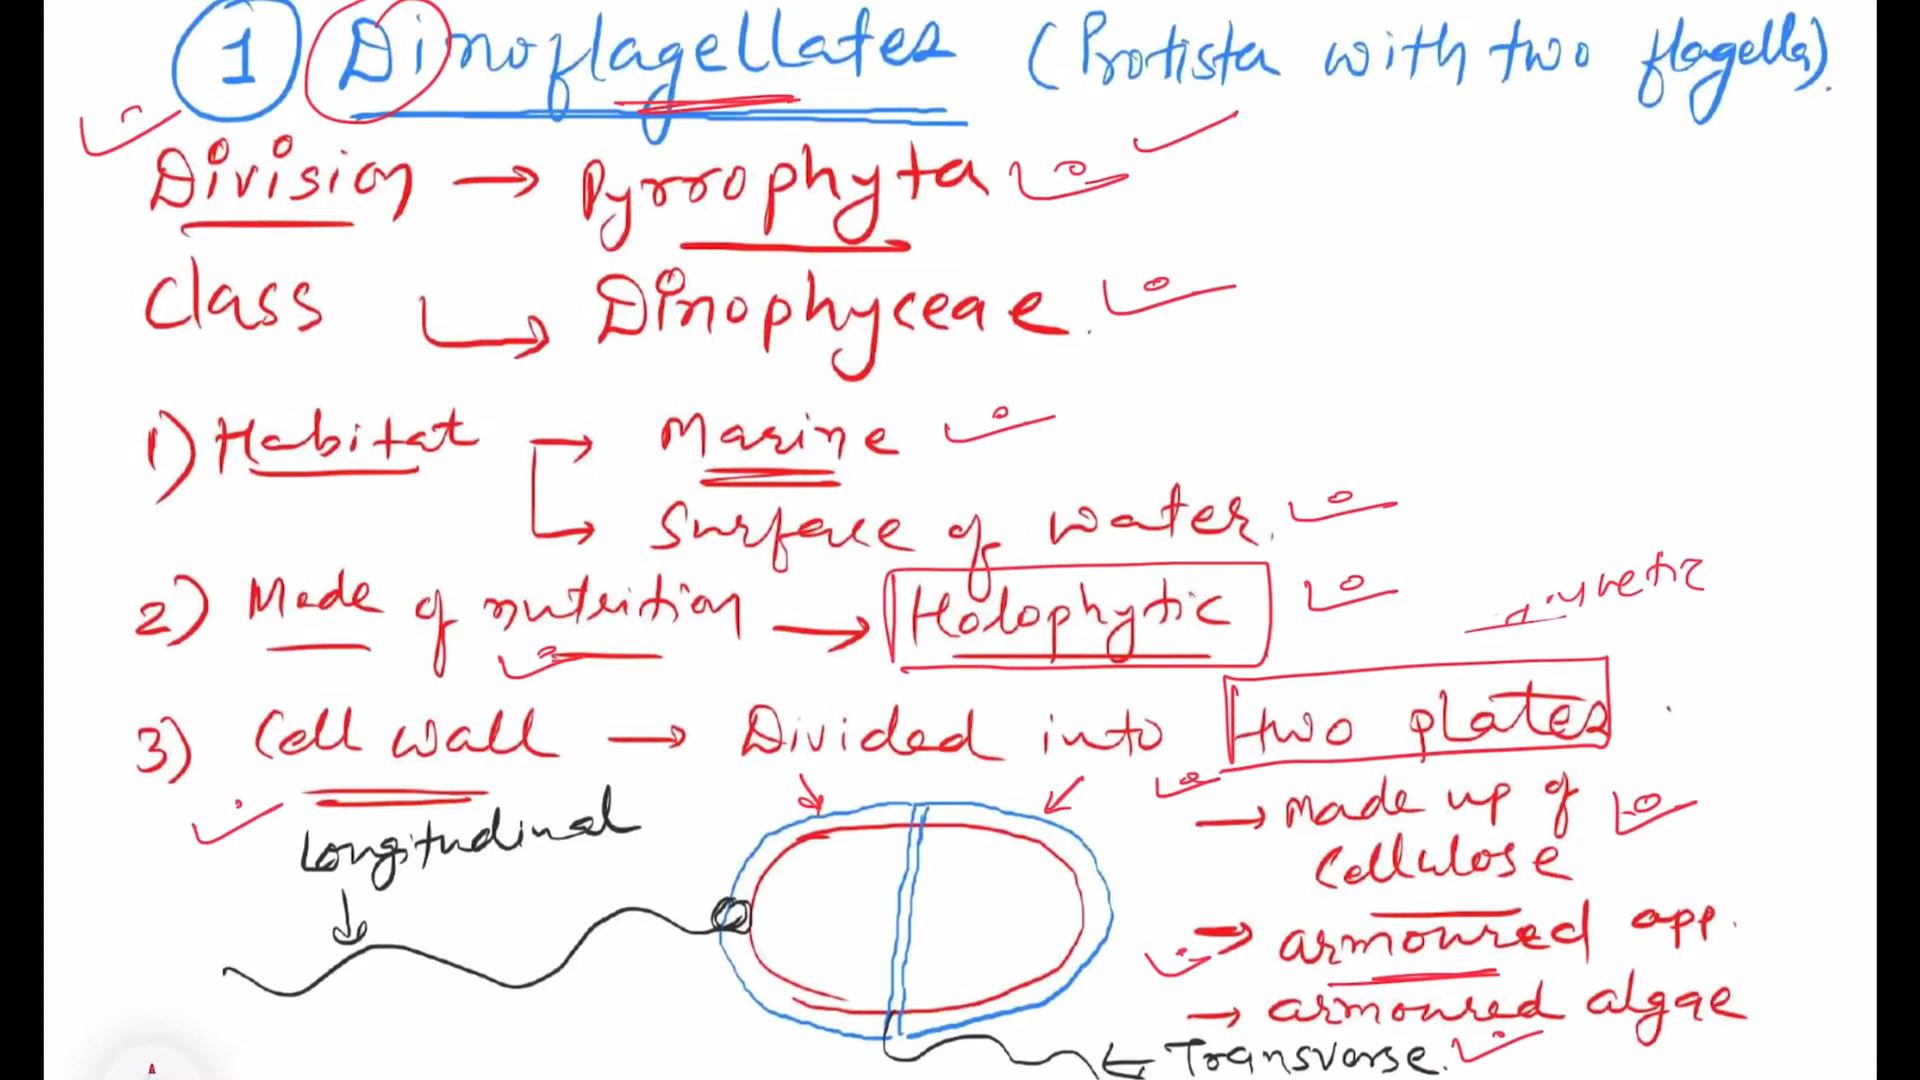 1 Dinoflagellates (Protista with two flagella).
Division → Pyrrophyta
Class → Dinophyceae.
1) Habitat → Marine
→ Surface of water.
2) Mode of nutrition → Holophytic
3) Cell wall → Divided into two plates
→ Made up of
cellulose
Longitudinal
→ armoured app.
→ armoured algae
← Transverse.